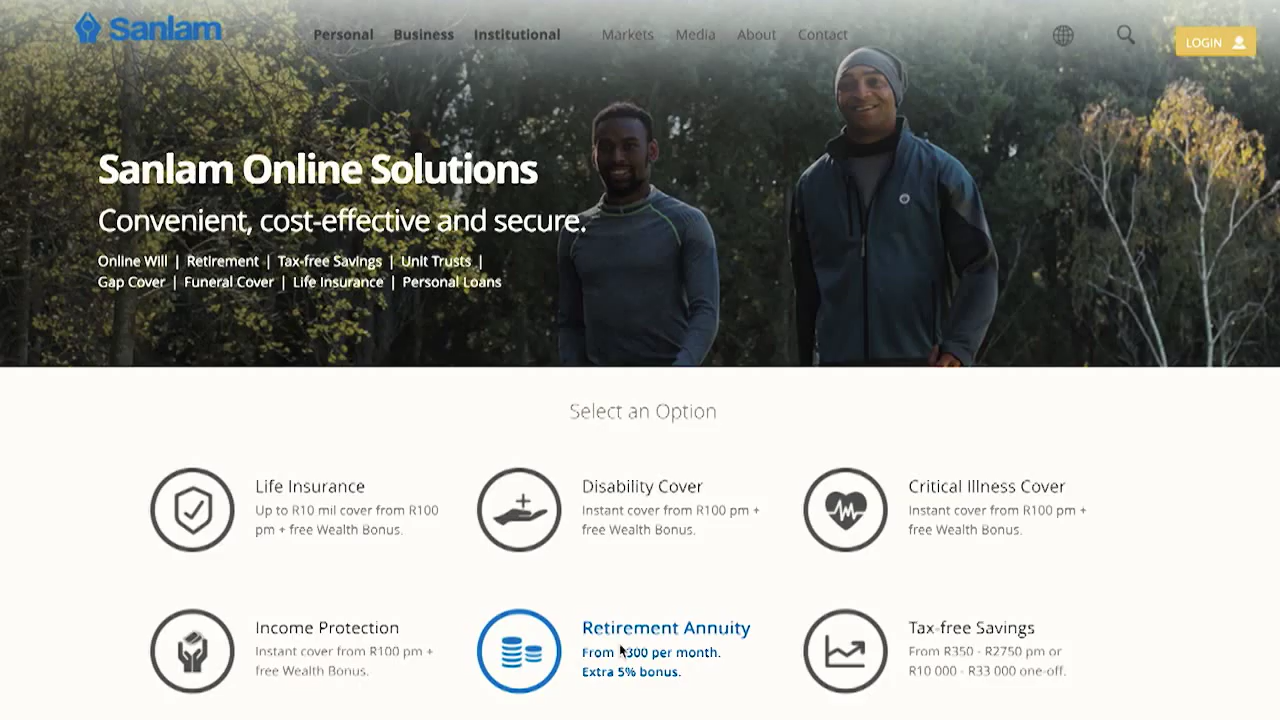 Sanlam
Personal Business Institutional Markets Media About Contact
LOGIN
Sanlam Online Solutions
Convenient, cost-effective and secure.
Online Will | Retirement | Tax-free Savings | Unit Trusts |
Gap Cover | Funeral Cover | Life Insurance | Personal Loans
Select an Option
Life Insurance
Up to R10 mil cover from R100
pm + free Wealth Bonus.
Disability Cover
Instant cover from R100 pm +
free Wealth Bonus.
Critical Illness Cover
Instant cover from R100 pm +
free Wealth Bonus.
Income Protection
Instant cover from R100 pm +
free Wealth Bonus.
Retirement Annuity
From 300 per month.
Extra 5% bonus.
Tax-free Savings
From R350 - R2750 pm or
R10 000 - R33 000 one-off.